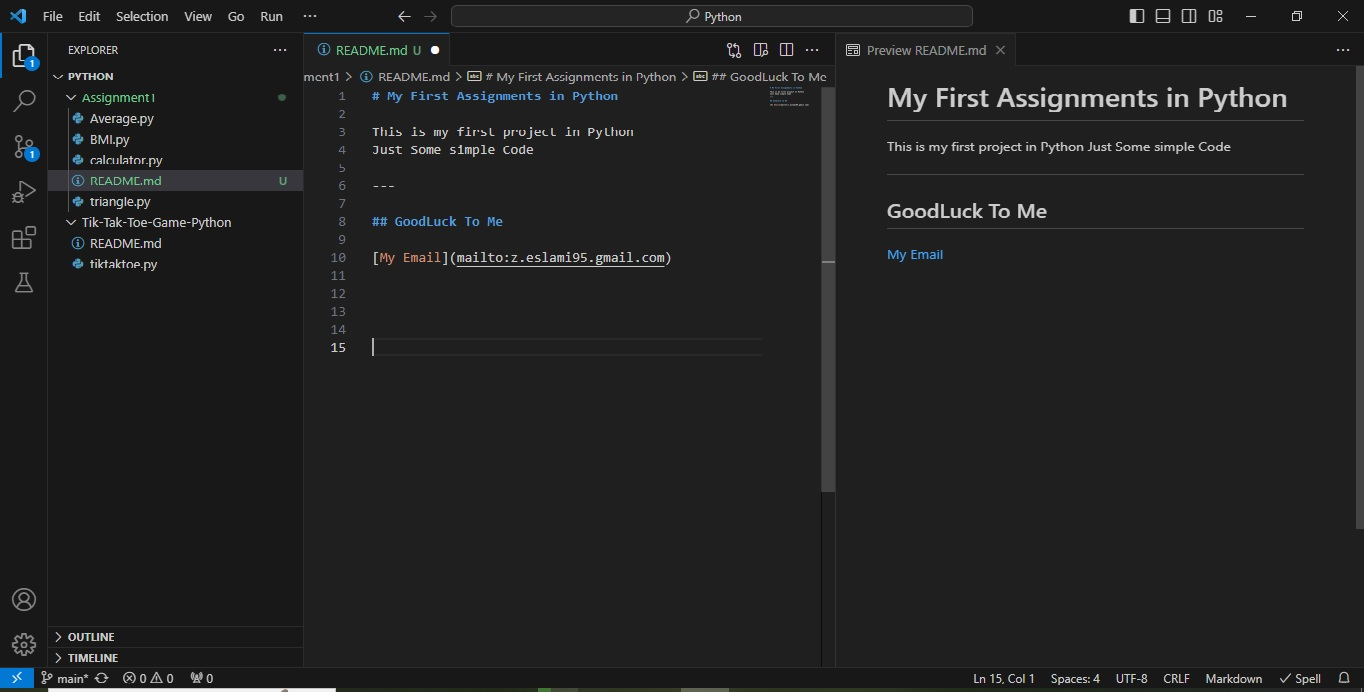 File Edit Selection View Go Run ··· Python
EXPLORER ···
PYTHON
Assignment1
Average.py
BMI.py
calculator.py
README.md U
triangle.py
Tik-Tak-Toe-Game-Python
README.md
tiktaktoe.py
OUTLINE
TIMELINE
README.md U
ment1 > README.md > # My First Assignments in Python > ## GoodLuck To Me
1 # My First Assignments in Python
2
3 This is my first project in Python
4 Just Some simple Code
5
6 ---
7
8 ## GoodLuck To Me
9
10 [My Email](mailto:z.eslami95.gmail.com)
11
12
13
14
15
Preview README.md
My First Assignments in Python
This is my first project in Python Just Some simple Code
GoodLuck To Me
My Email
main* 0 0 0 Ln 15, Col 1 Spaces: 4 UTF-8 CRLF Markdown Spell